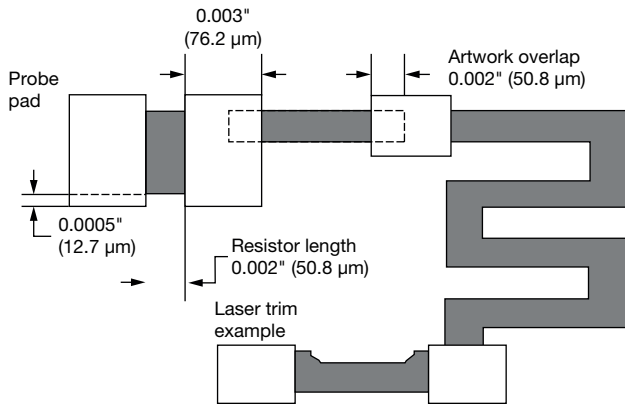 0.003"
(76.2 µm)
Artwork overlap
0.002" (50.8 µm)
Probe
pad
0.0005"
(12.7 µm)
Resistor length
0.002" (50.8 µm)
Laser trim
example